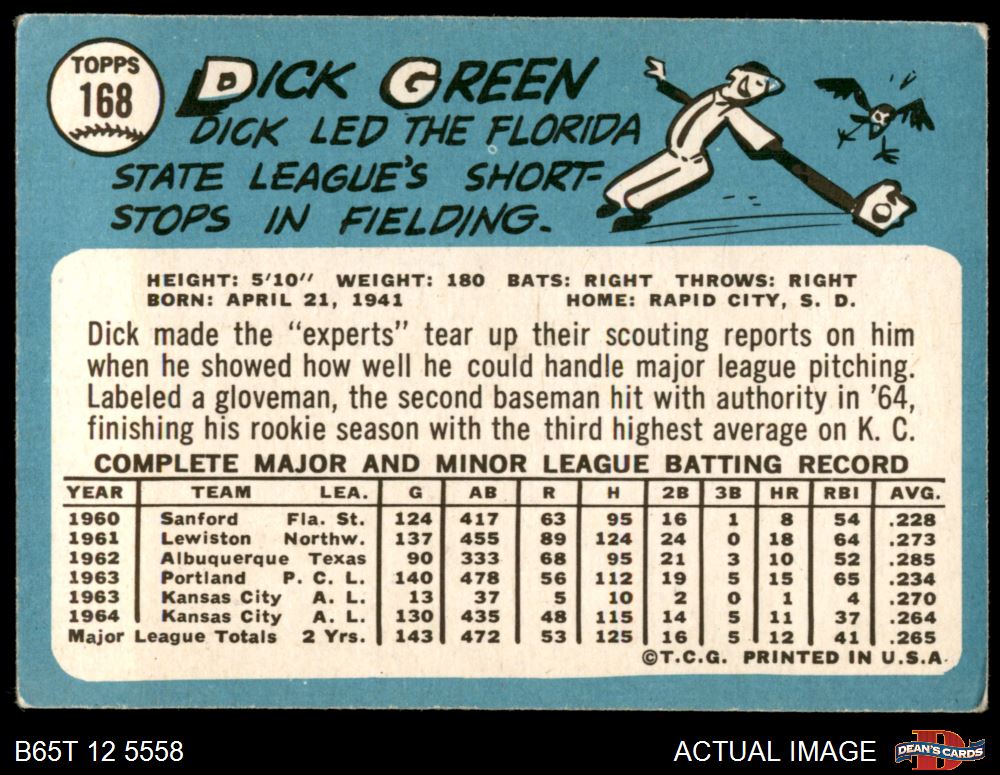 TOPPS
168
DICK GREEN
DICK LED THE FLORIDA
STATE LEAGUE'S SHORT-
STOPS IN FIELDING.
HEIGHT: 5'10" WEIGHT: 180 BATS: RIGHT THROWS: RIGHT
BORN: APRIL 21, 1941 HOME: RAPID CITY, S. D.
Dick made the "experts" tear up their scouting reports on him
when he showed how well he could handle major league pitching.
Labeled a gloveman, the second baseman hit with authority in '64,
finishing his rookie season with the third highest average on K. C.
COMPLETE MAJOR AND MINOR LEAGUE BATTING RECORD
YEAR TEAM LEA. G AB R H 2B 3B HR RBI AVG.
1960 Sanford Fla. St. 124 417 63 95 16 1 8 54 .228
1961 Lewiston Northw. 137 455 89 124 24 0 18 64 .273
1962 Albuquerque Texas 90 333 68 95 21 3 10 52 .285
1963 Portland P. C. L. 140 478 56 112 19 5 15 65 .234
1963 Kansas City A. L. 13 37 5 10 2 0 1 4 .270
1964 Kansas City A. L. 130 435 48 115 14 5 11 37 .264
Major League Totals 2 Yrs. 143 472 53 125 16 5 12 41 .265
©T.C.G. PRINTED IN U.S.A.
B65T 12 5558
ACTUAL IMAGE
D
DEAN'S CARDS